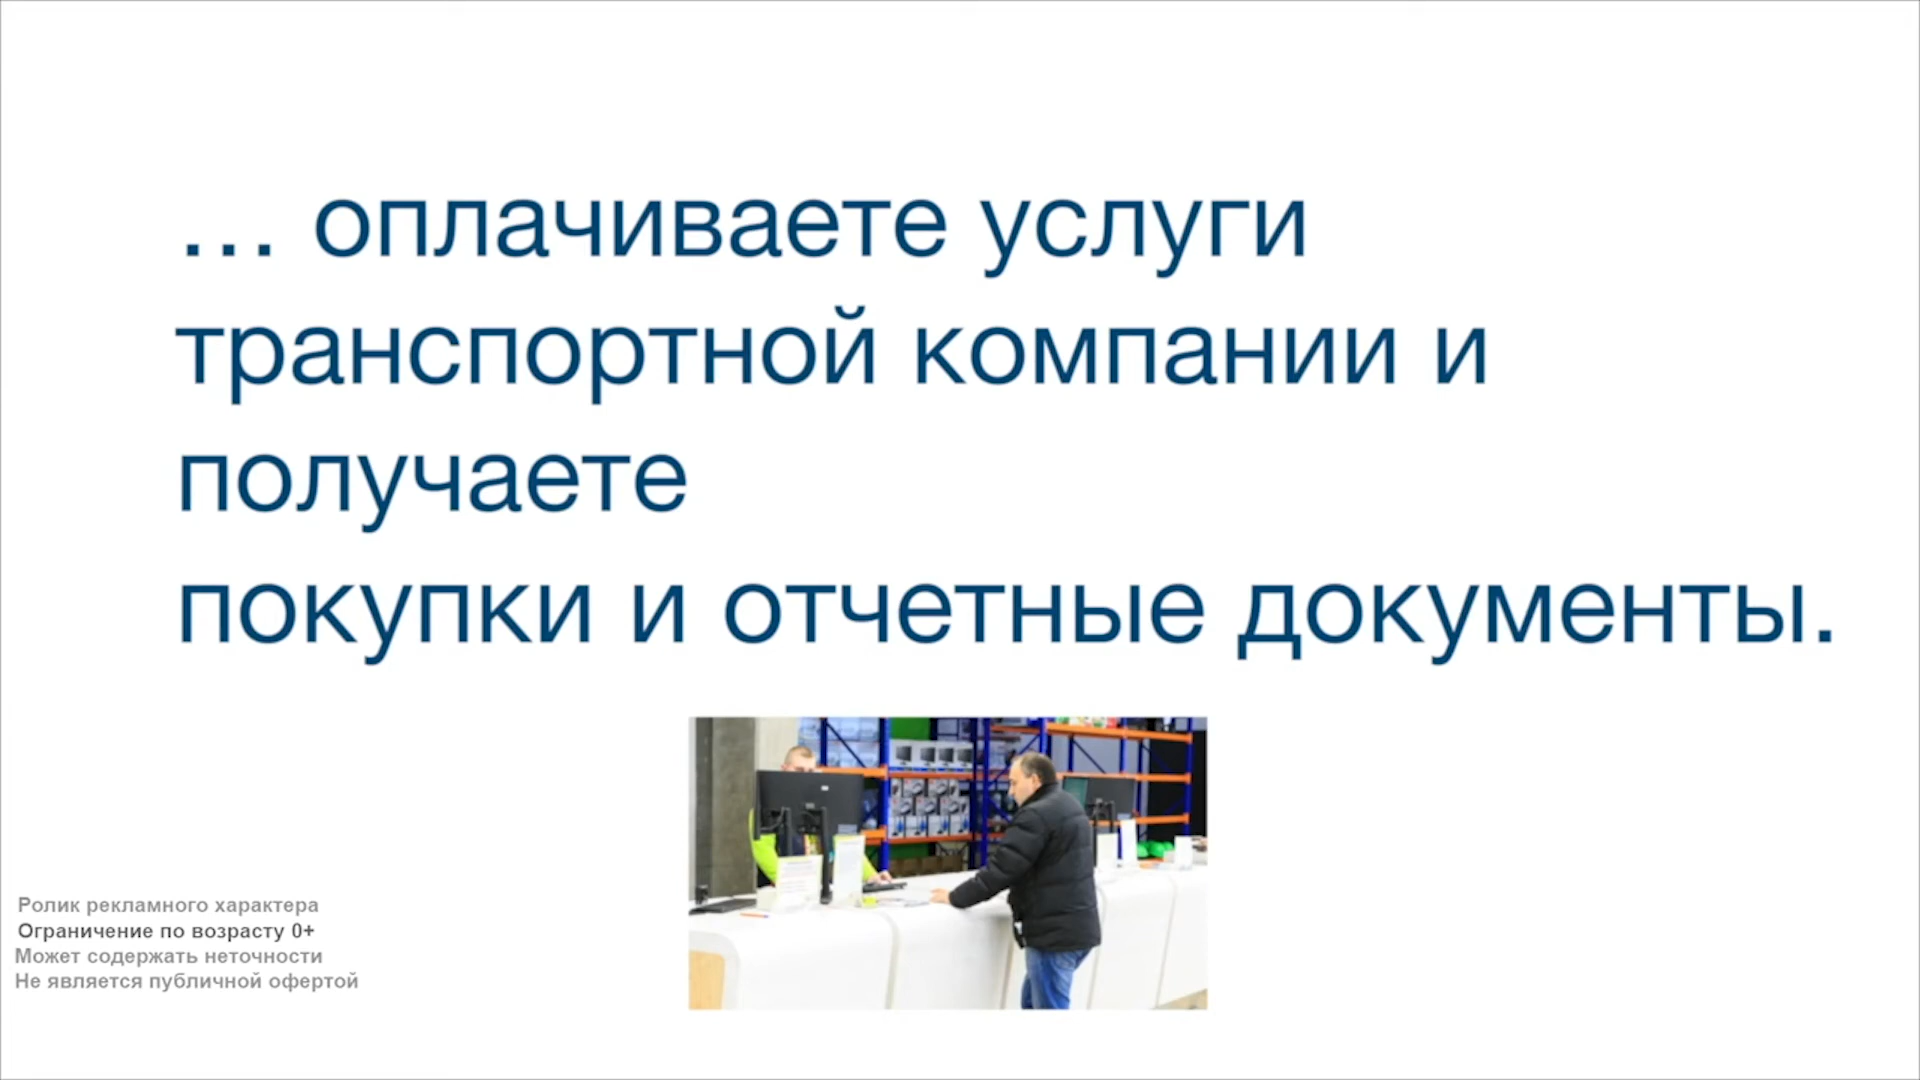 ... оплачиваете услуги
транспортной компании и
получаете
покупки и отчетные документы.
Ролик рекламного характера
Ограничение по возрасту 0+
Может содержать неточности
Не является публичной офертой